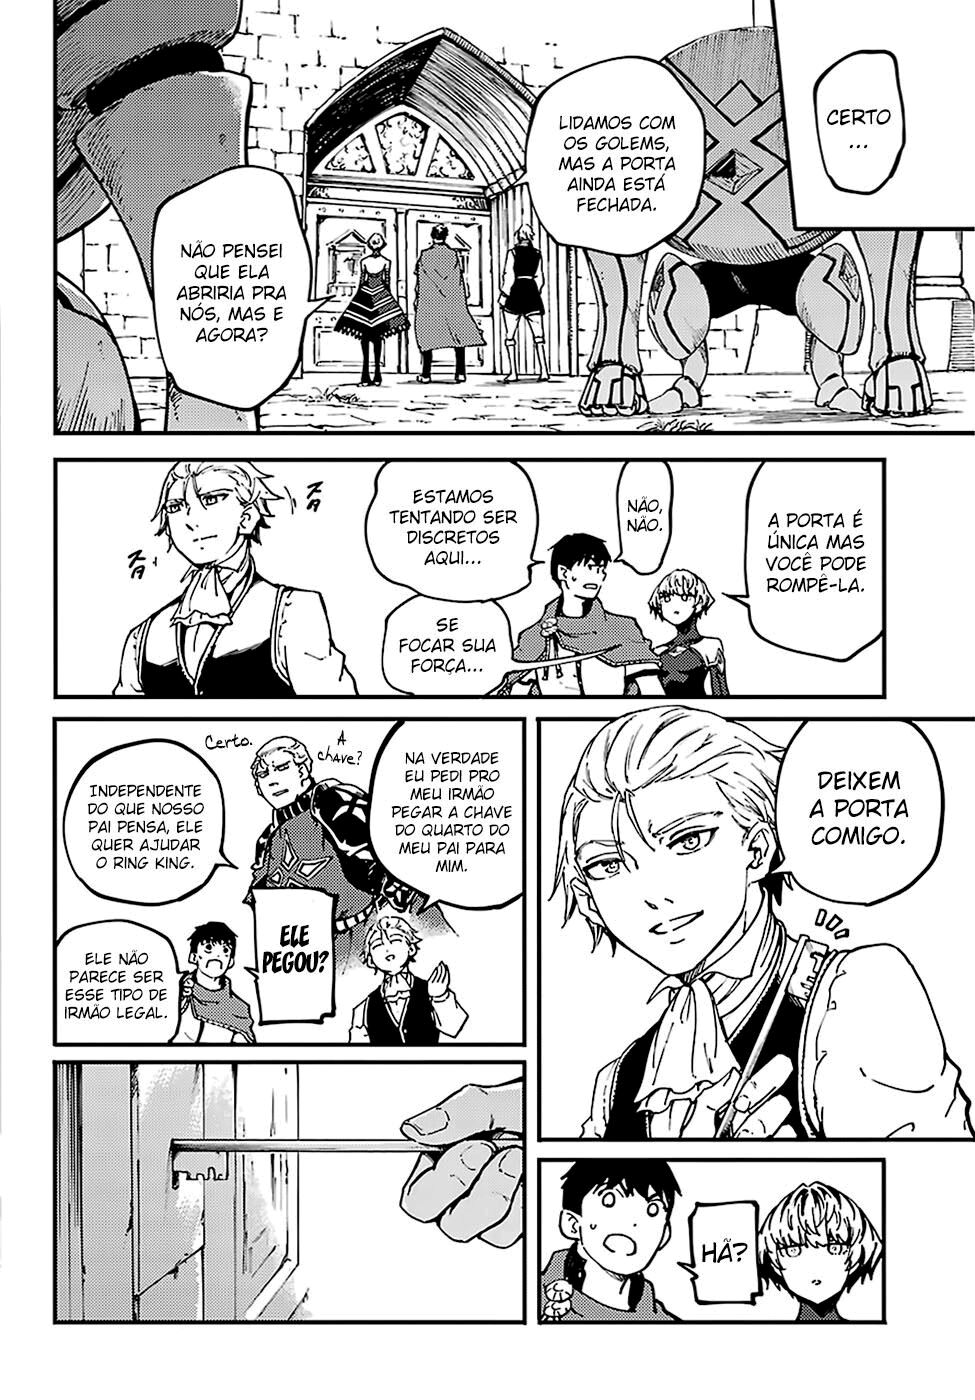 CERTO
...
LIDAMOS COM
OS GOLEMS,
MAS A PORTA
AINDA ESTÁ
FECHADA.
NÃO PENSEI
QUE ELA
ABRIRIA PRA
NÓS, MAS E
AGORA?
A PORTA É
ÚNICA MAS
VOCÊ PODE
ROMPÊ-LA.
NÃO,
NÃO.
ESTAMOS
TENTANDO SER
DISCRETOS
AQUI...
SE
FOCAR SUA
FORÇA...
スタ
スタ
DEIXEM
A PORTA
COMIGO.
HÃ?
NA VERDADE
EU PEDI PRO
MEU IRMÃO
PEGAR A CHAVE
DO QUARTO DO
MEU PAI PARA
MIM.
A
chave?
Certo.
INDEPENDENTE
DO QUE NOSSO
PAI PENSA, ELE
QUER AJUDAR
O RING KING.
ELE
PEGOU?
ELE NÃO
PARECE SER
ESSE TIPO DE
IRMÃO LEGAL.